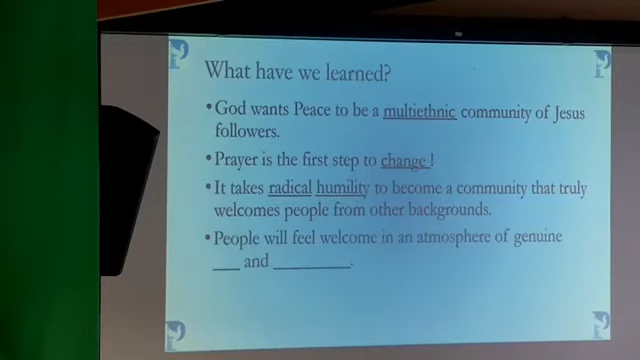 What have we learned?
•God wants Peace to be a multiethnic community of Jesus
followers.
•Prayer is the first step to change !
•It takes radical humility to become a community that truly
welcomes people from other backgrounds.
•People will feel welcome in an atmosphere of genuine
___ and _________.